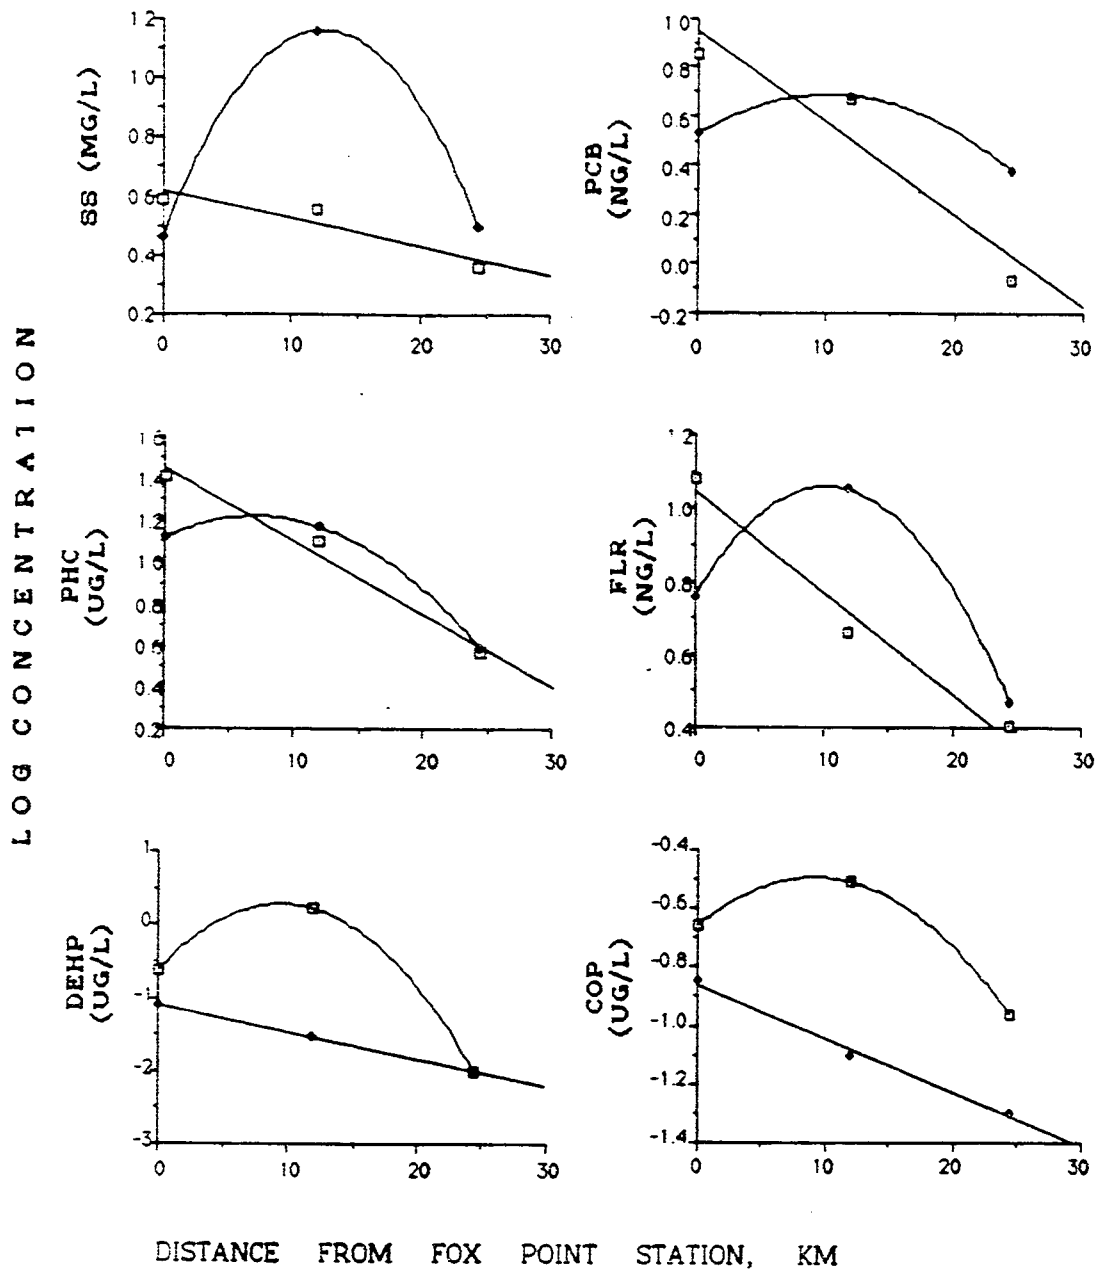 LOG CONCENTRATION
SS (MG/L)
1.2
1.0
0.8
0.6
0.4
0.2
0 10 20 30
PCB
(NG/L)
1.0
0.8
0.6
0.4
0.2
0.0
-0.2
0 10 20 30
PHC
(UG/L)
1.6
1.4
1.2
1.0
0.8
0.6
0.4
0.2
0 10 20 30
FLR
(NG/L)
1.2
1.0
0.8
0.6
0.4
0 10 20 30
DEHP
(UG/L)
1
0
-1
-2
-3
0 10 20 30
COP
(UG/L)
-0.4
-0.6
-0.8
-1.0
-1.2
-1.4
0 10 20 30
DISTANCE FROM FOX POINT STATION, KM